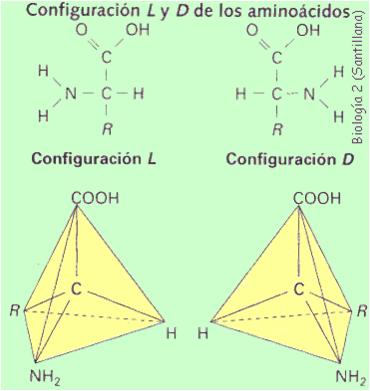 Configuración L y D de los aminoácidos
O OH
C
H
N – C – H
H
R
O OH
C
H
H – C – N
H
R
Configuración L
Configuración D
COOH
C
R
H
NH₂
COOH
C
R
H
NH₂
Biología 2 (Santillana)